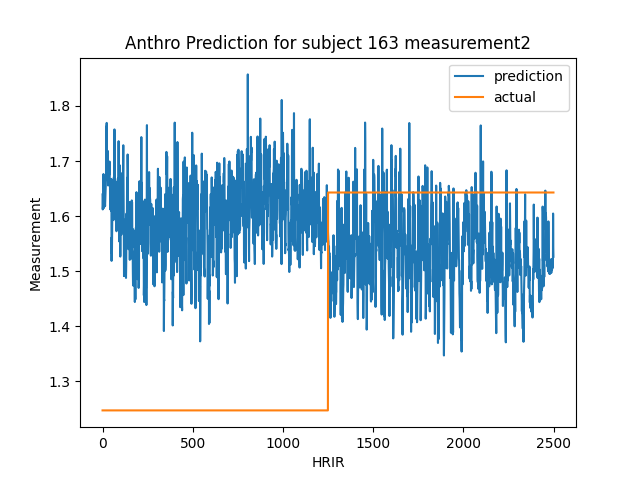 Anthro Prediction for subject 163 measurement2
prediction
actual
1.8
1.7
1.6
1.5
1.4
1.3
Measurement
0
500
1000
1500
2000
2500
HRIR